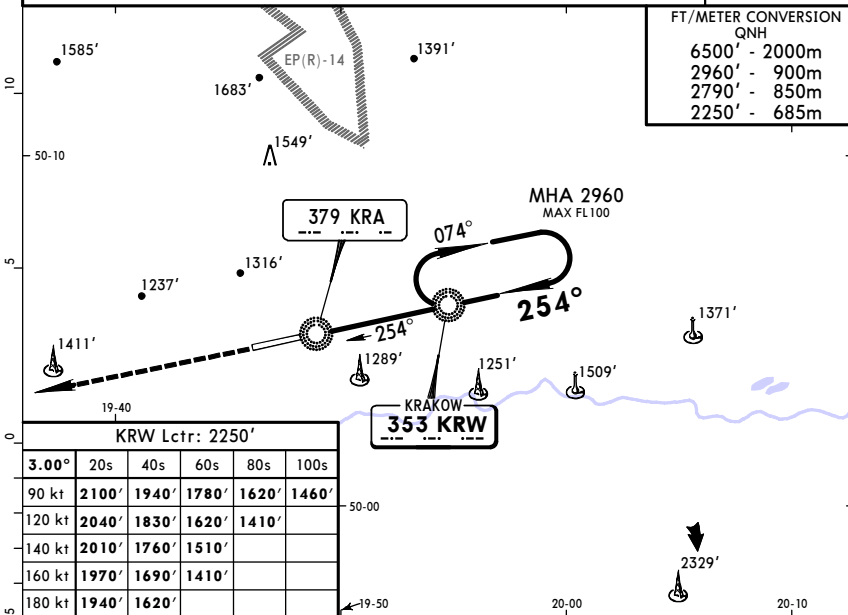 FT/METER CONVERSION
QNH
6500' - 2000m
2960' - 900m
2790' - 850m
2250' - 685m
1585'
1391'
EP(R)-14
1683'
10
1549'
50-10
MHA 2960
MAX FL100
379 KRA
074°
5
1316'
254°
1237'
1371'
254°
1411'
1289'
1251'
1509'
KRAKOW
353 KRW
19-40
0
KRW Lctr: 2250'
3.00° 20s 40s 60s 80s 100s
90 kt 2100' 1940' 1780' 1620' 1460'
120 kt 2040' 1830' 1620' 1410'
140 kt 2010' 1760' 1510'
160 kt 1970' 1690' 1410'
180 kt 1940' 1620'
50-00
2329'
5
19-50
20-00
20-10